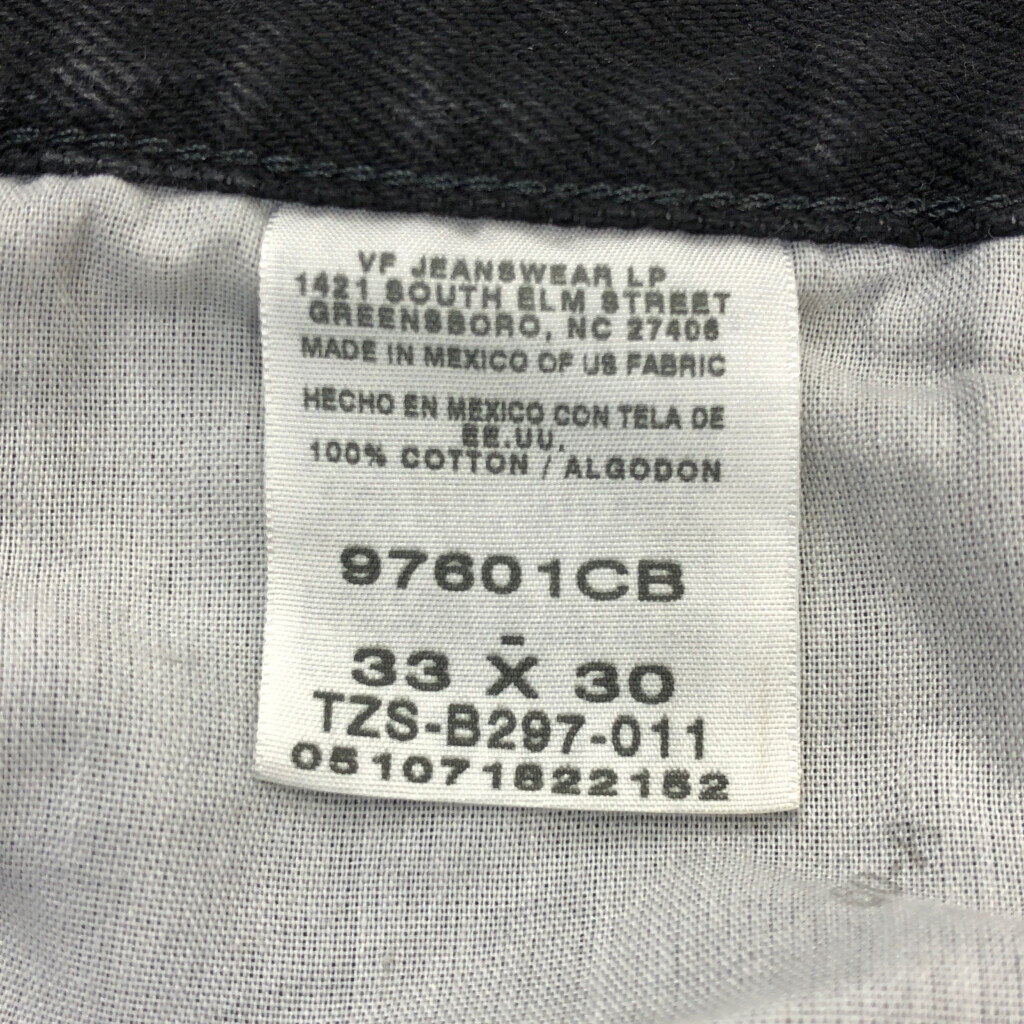 VF JEANSWEAR LP
1421 SOUTH ELM STREET
GREENSBORO, NC 27406
MADE IN MEXICO OF US FABRIC
HECHO EN MEXICO CON TELA DE
EE.UU.
100% COTTON / ALGODON
97601CB
-
33 X 30
TZS-B297-011
051071822152